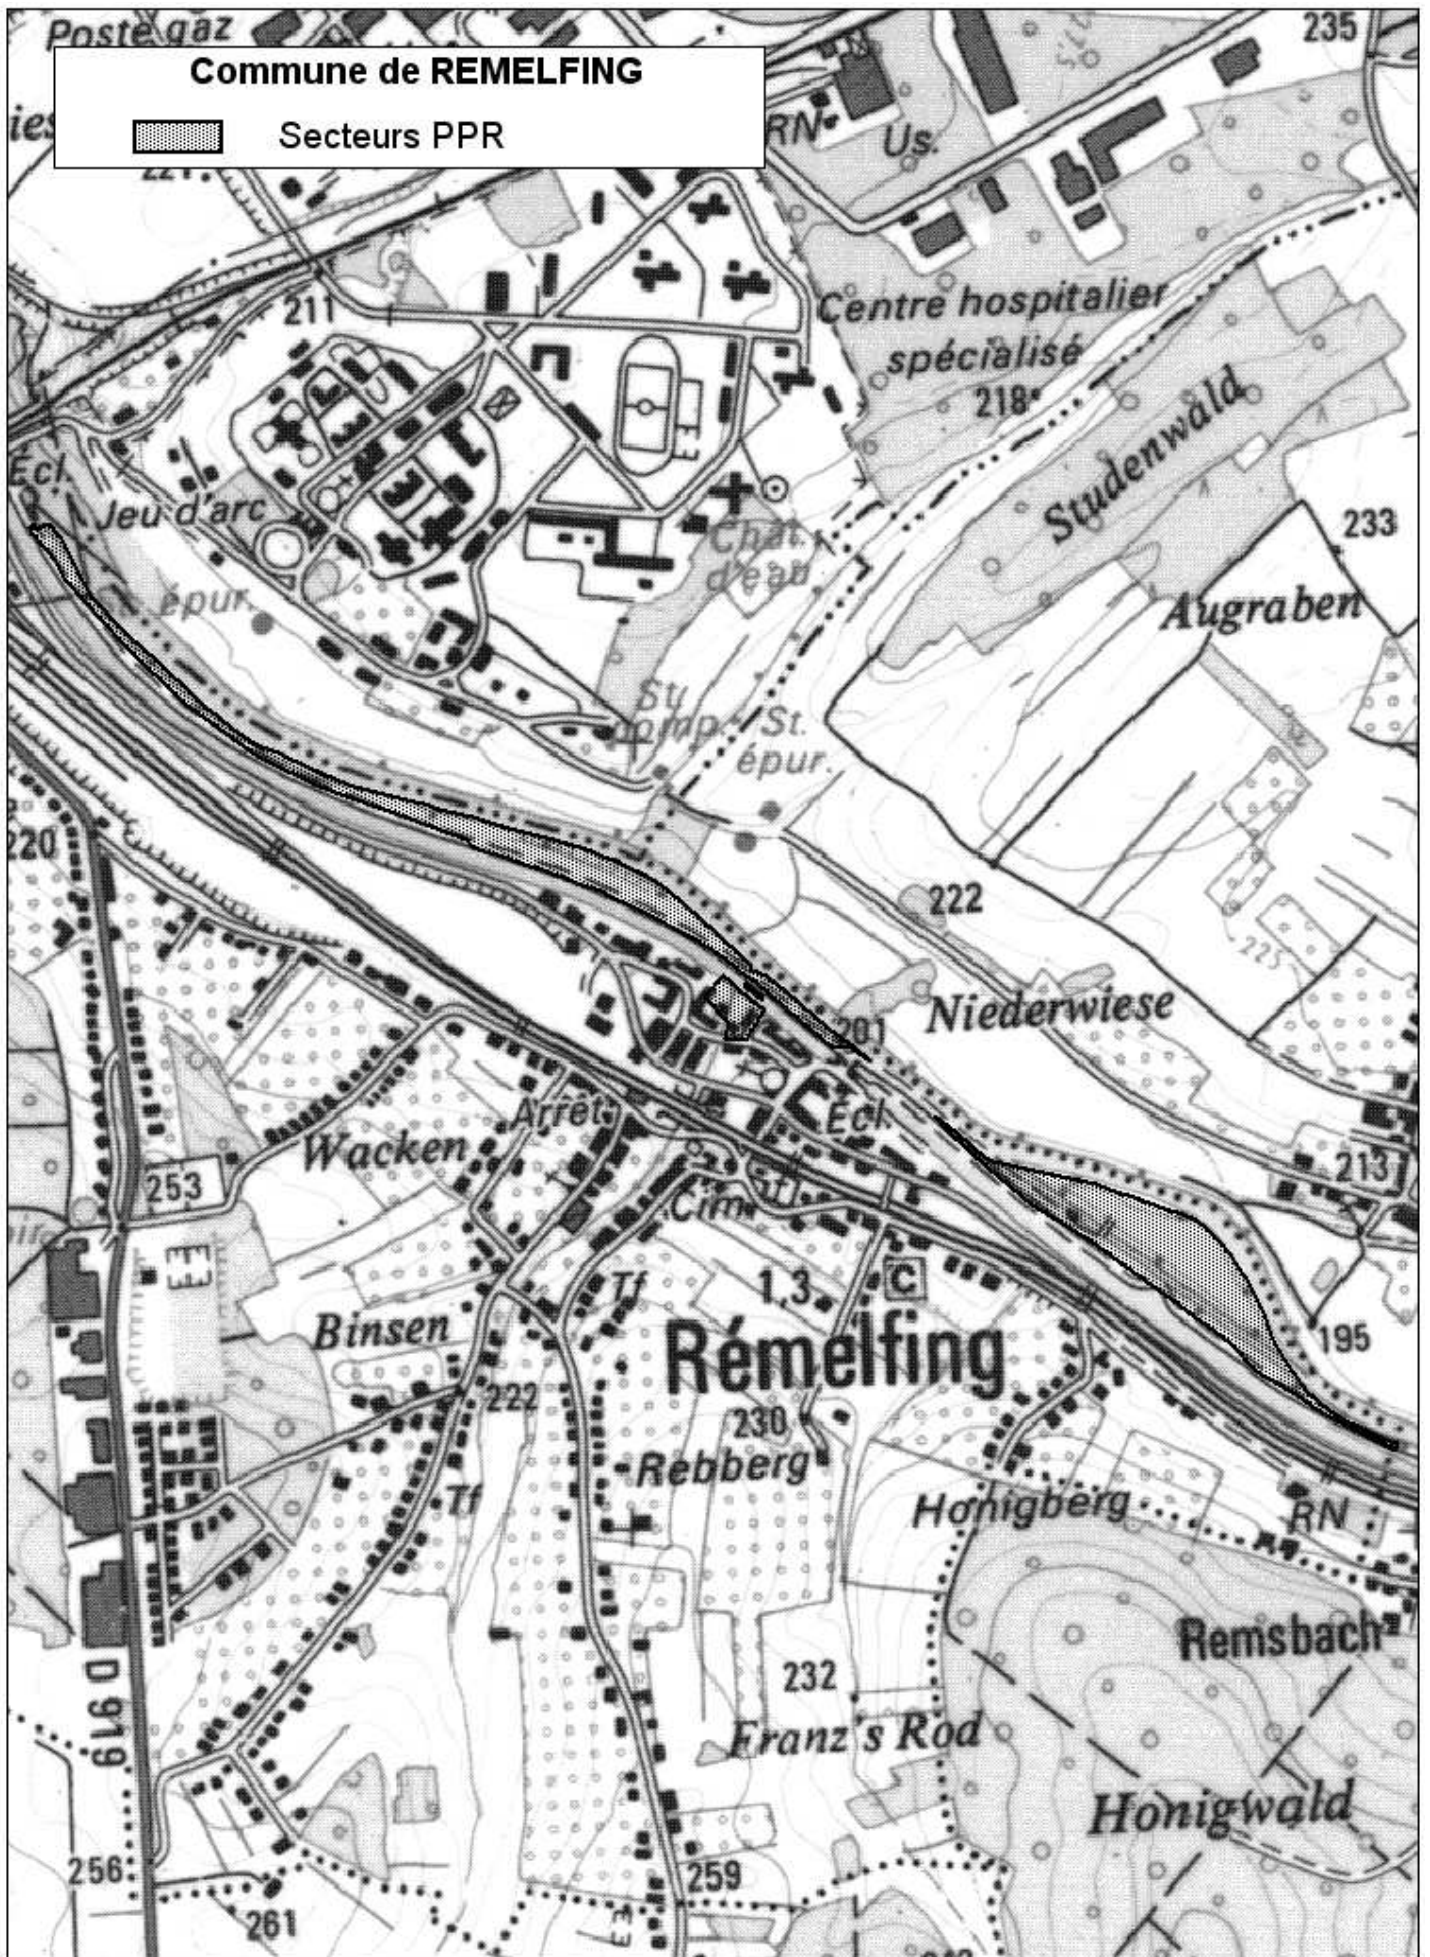 Poste gaz
235
Commune de REMELFING
Secteurs PPR
RN
Us.
211
Centre hospitalier
spécialisé
218
Studenwald
Écl.
Jeu d'arc
233
Chât.
d'eau
Augraben
épur.
St.
pomp.
St.
épur.
220
222
225
Niederwiese
201
Arrêt
Écl.
Wacken
213
253
Cim.
Tf
1,3
C
Binsen
Rémelfing
195
222
230
Rebberg
Tf
Honigberg
RN
Remsbach
D 919
232
Franz's Rod
Honigwald
256
259
261